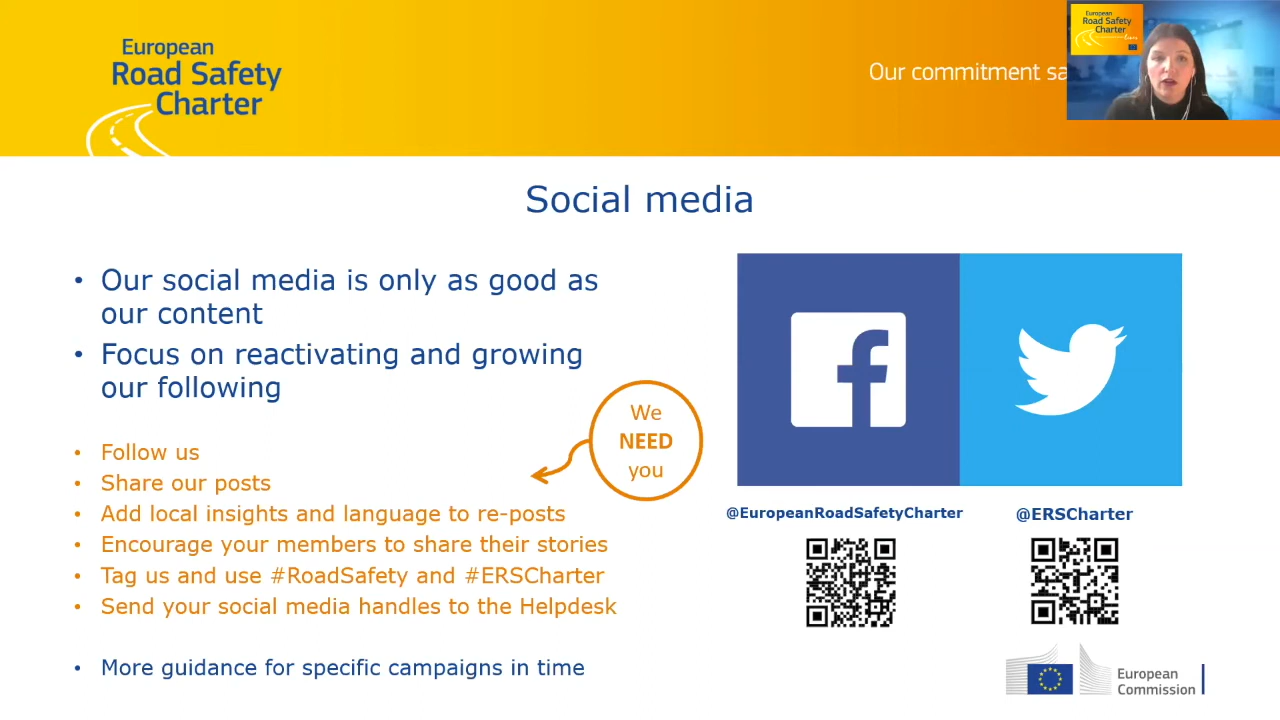 European
Road Safety
Charter
Our commitment
European
Road Safety
Charter
Social media
• Our social media is only as good as
our content
• Focus on reactivating and growing
our following
We
NEED
you
• Follow us
• Share our posts
• Add local insights and language to re-posts
• Encourage your members to share their stories
• Tag us and use #RoadSafety and #ERSCharter
• Send your social media handles to the Helpdesk
• More guidance for specific campaigns in time
@EuropeanRoadSafetyCharter
@ERSCharter
European
Commission